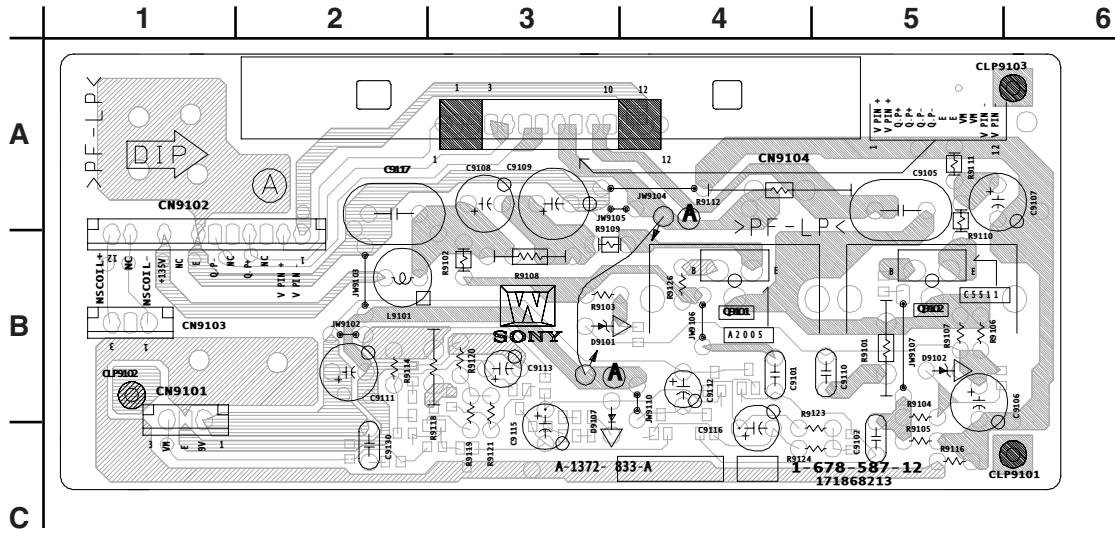 1 2 3 4 5 6
CLP9103
>PF-LP<
1 3 10 12
V PIN +
V PIN +
Q.P+
Q.P+
Q.P-
Q.P-
E
E
VM
VM
V PIN -
V PIN -
A
DIP
1 12
1 12
CN9104
R9111
C9117 C9108 C9109
C9105
A
JW9104 R9112
C9107
CN9102
JW9105
A
>PF-LP<
R9109
R9110
NSCOIL+
NC
NSCOIL-
+135V
NC
E
Q.P-
NC
Q.P+
NC
V PIN +
V PIN -
12 1
R9102
R9108
JW9103
R9126
B E
B E
B
L9101
W
SONY
R9103
D9101
JW9106
Q9101
A2005
Q9102
C5511
CN9103
3 1
JW9102
R9101
JW9107
R9107
R9106
D9102
R9114
R9120
C9113
A
CLP9102
CN9101
C9111
C9112
C9101
C9110
C9106
JW9110
R9118
C9115
D9107
C9116
R9123
R9104
R9105
C9102
3 1
VM
E
9V
C9130
R9119
R9121
R9124
R9116
A-1372- 833-A
1-678-587-12
171868213
CLP9101
C